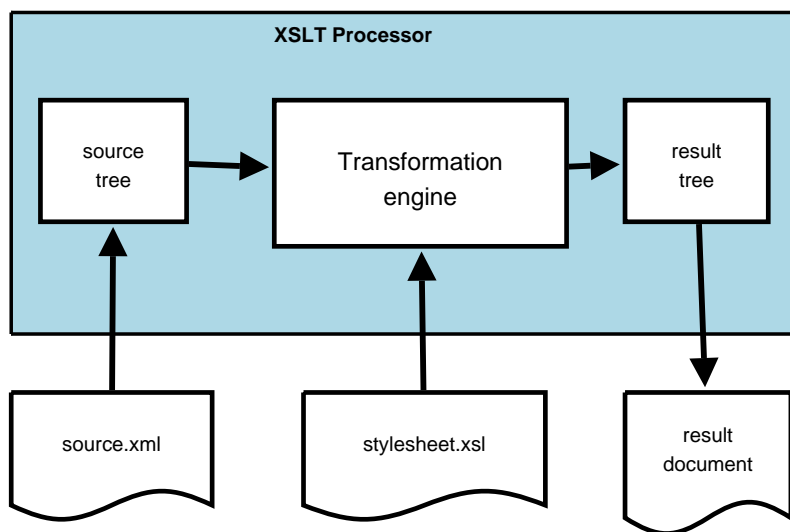 XSLT Processor
source
tree
Transformation
engine
result
tree
source.xml
stylesheet.xsl
result
document